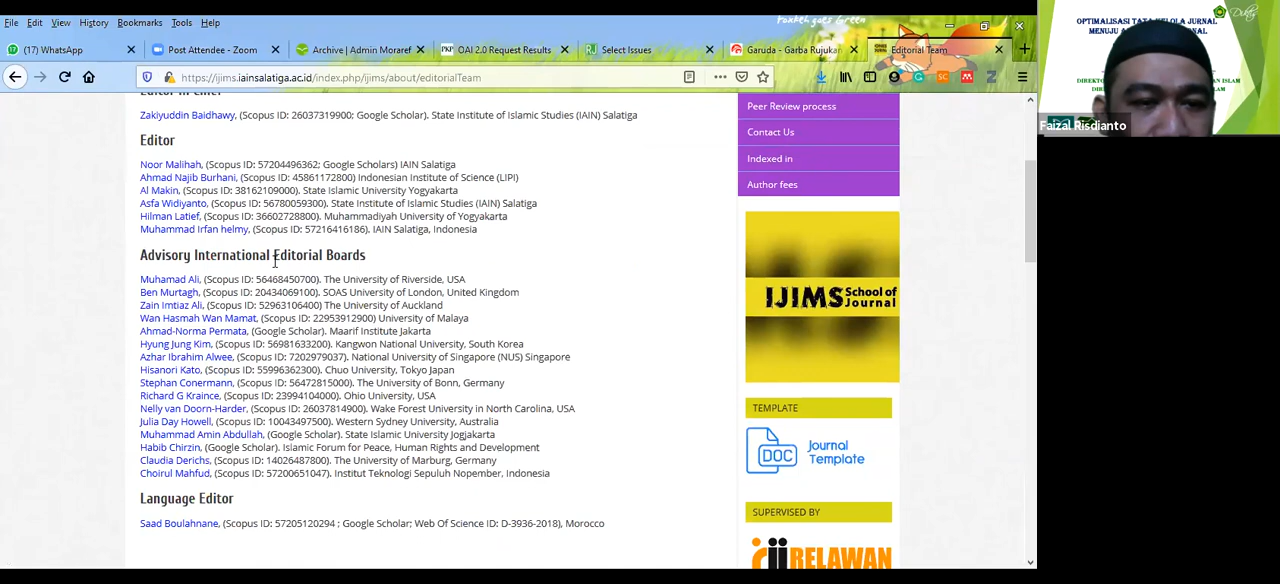 File Edit View History Bookmarks Tools Help
foxkeh goes Green
(17) WhatsApp
Post Attendee - Zoom
Archive | Admin Moraref
OAI 2.0 Request Results
Select Issues
Garuda - Garba Rujukan
Editorial Team
https://ijims.iainsalatiga.ac.id/index.php/ijims/about/editorialTeam
Editor in Chief
Zakiyuddin Baidhawy, (Scopus ID: 26037319900; Google Scholar). State Institute of Islamic Studies (IAIN) Salatiga
Editor
Noor Malihah, (Scopus ID: 57204496362; Google Scholars) IAIN Salatiga
Ahmad Najib Burhani, (Scopus ID: 45861172800) Indonesian Institute of Science (LIPI)
Al Makin, (Scopus ID: 38162109000). State Islamic University Yogyakarta
Asfa Widiyanto, (Scopus ID: 56780059300). State Institute of Islamic Studies (IAIN) Salatiga
Hilman Latief, (Scopus ID: 36602728800). Muhammadiyah University of Yogyakarta
Muhammad Irfan helmy, (Scopus ID: 57216416186). IAIN Salatiga, Indonesia
Advisory International Editorial Boards
Muhamad Ali, (Scopus ID: 56468450700). The University of Riverside, USA
Ben Murtagh, (Scopus ID: 20434069100). SOAS University of London, United Kingdom
Zain Imtiaz Ali, (Scopus ID: 52963106400) The University of Auckland
Wan Hasmah Wan Mamat, (Scopus ID: 22953912900) University of Malaya
Ahmad-Norma Permata, (Google Scholar). Maarif Institute Jakarta
Hyung Jung Kim, (Scopus ID: 56981633200). Kangwon National University, South Korea
Azhar Ibrahim Alwee, (Scopus ID: 7202979037). National University of Singapore (NUS) Singapore
Hisanori Kato, (Scopus ID: 55996362300). Chuo University, Tokyo Japan
Stephan Conermann, (Scopus ID: 56472815000). The University of Bonn, Germany
Richard G Kraince, (Scopus ID: 23994104000). Ohio University, USA
Nelly van Doorn-Harder, (Scopus ID: 26037814900). Wake Forest University in North Carolina, USA
Julia Day Howell, (Scopus ID: 10043497500). Western Sydney University, Australia
Muhammad Amin Abdullah, (Google Scholar). State Islamic University Jogjakarta
Habib Chirzin, (Google Scholar). Islamic Forum for Peace, Human Rights and Development
Claudia Derichs, (Scopus ID: 14026487800). The University of Marburg, Germany
Choirul Mahfud, (Scopus ID: 57200651047). Institut Teknologi Sepuluh Nopember, Indonesia
Language Editor
Saad Boulahnane, (Scopus ID: 57205120294 ; Google Scholar; Web Of Science ID: D-3936-2018), Morocco
Peer Review process
Contact Us
Indexed in
Author fees
IJIMS School of Journal
TEMPLATE
DOC Journal Template
SUPERVISED BY
RELAWAN
OPTIMALISASI TATA KELOLA JURNAL
MENUJU
Faizal Risdianto